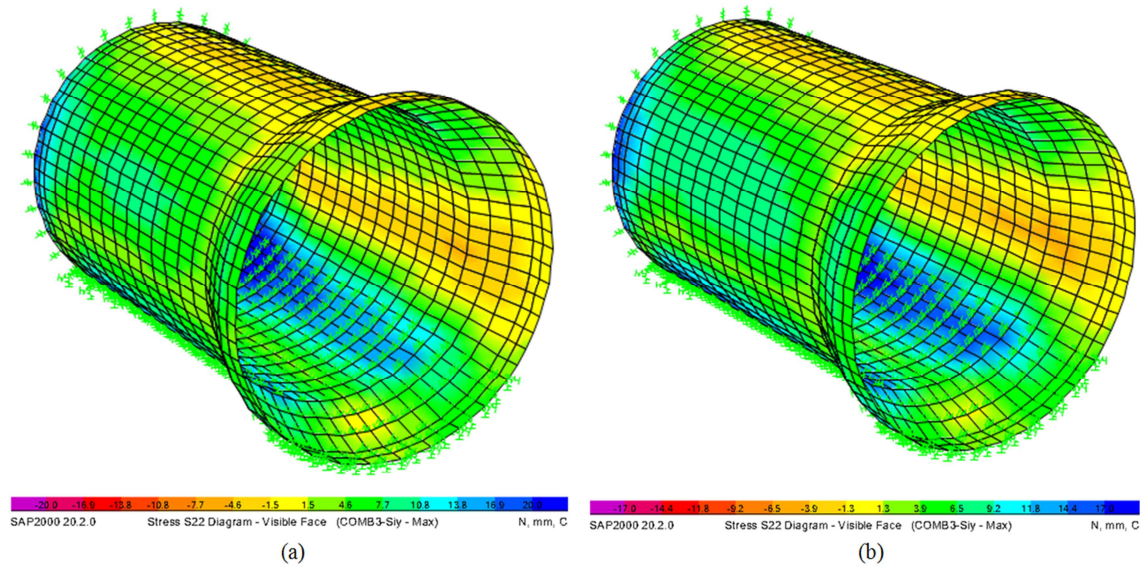 -20.0 -16.9 -13.8 -10.8 -7.7 -4.6 -1.5 1.5 4.6 7.7 10.8 13.8 16.9 20.0
SAP2000 20.2.0 Stress S22 Diagram - Visible Face (COMB3-Siy - Max) N, mm, C
(a)
-17.0 -14.4 -11.8 -9.2 -6.5 -3.9 -1.3 1.3 3.9 6.5 9.2 11.8 14.4 17.0
SAP2000 20.2.0 Stress S22 Diagram - Visible Face (COMB3-Siy - Max) N, mm, C
(b)